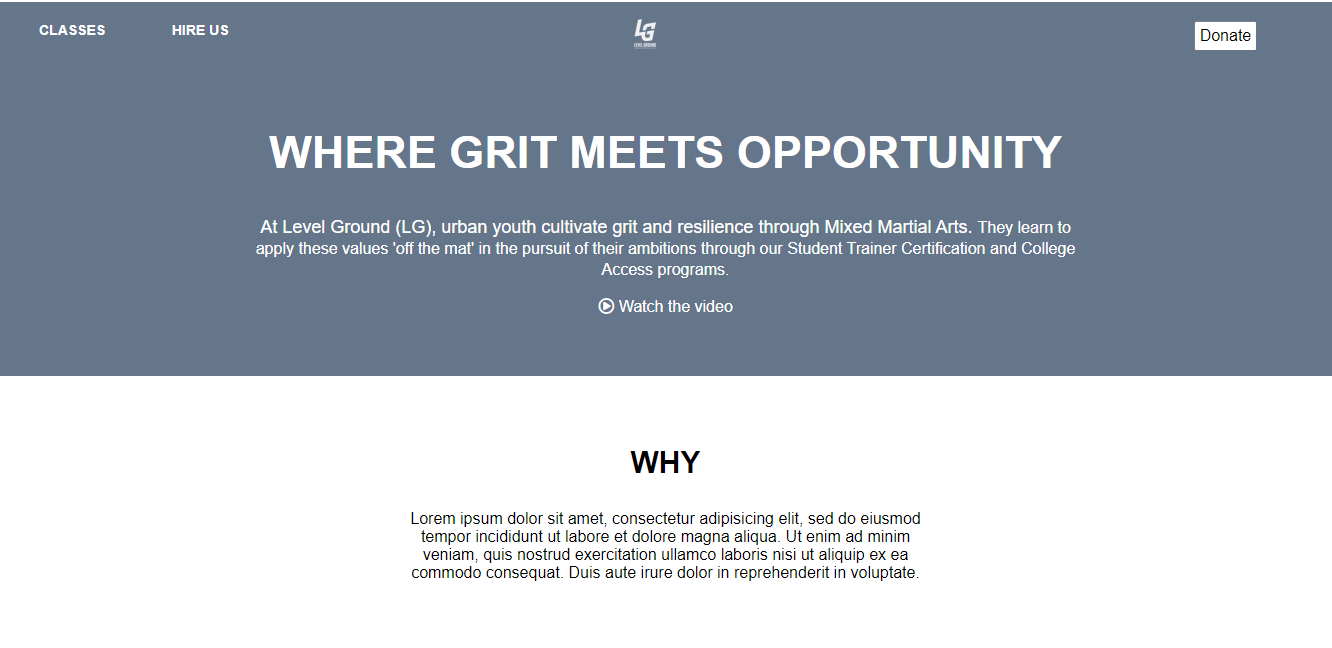 CLASSES
HIRE US
LG
LEVEL GROUND
Donate
WHERE GRIT MEETS OPPORTUNITY
At Level Ground (LG), urban youth cultivate grit and resilience through Mixed Martial Arts. They learn to
apply these values 'off the mat' in the pursuit of their ambitions through our Student Trainer Certification and College
Access programs.
Watch the video
WHY
Lorem ipsum dolor sit amet, consectetur adipisicing elit, sed do eiusmod
tempor incididunt ut labore et dolore magna aliqua. Ut enim ad minim
veniam, quis nostrud exercitation ullamco laboris nisi ut aliquip ex ea
commodo consequat. Duis aute irure dolor in reprehenderit in voluptate.